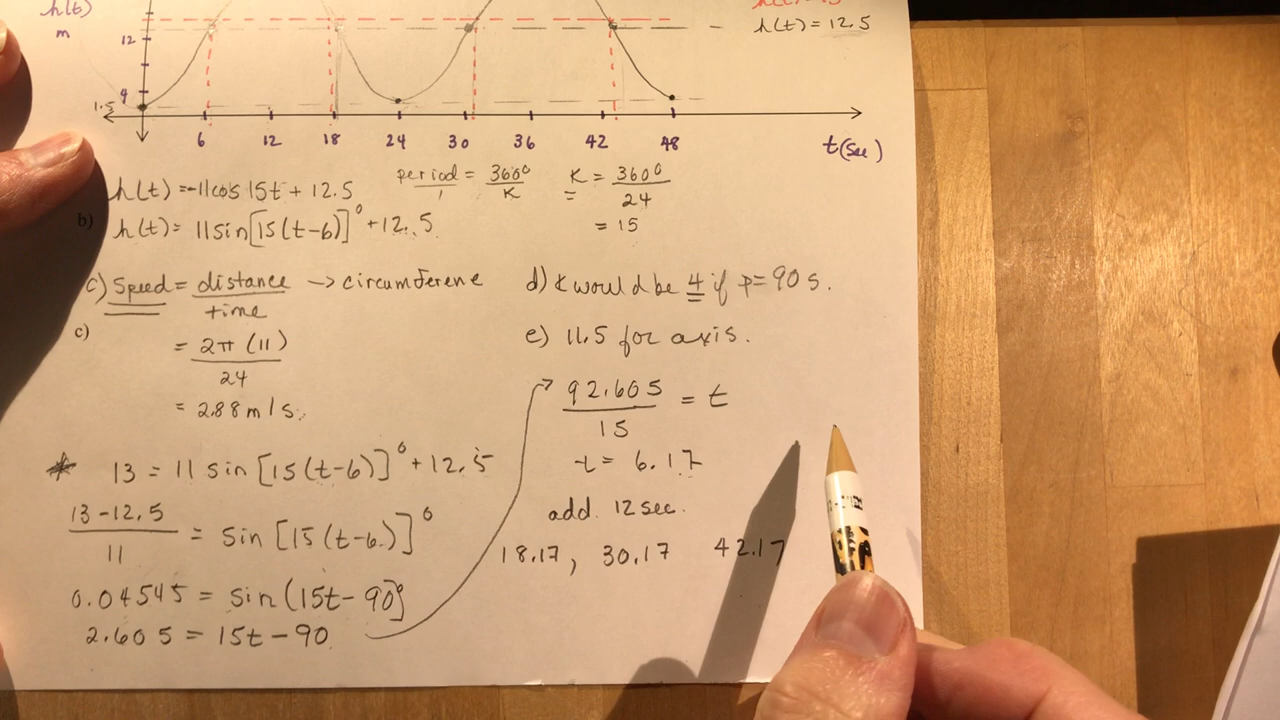 h(t)
m
12
4
1.5
6 12 18 24 30 36 42 48
t(sec)
h(t) = 12.5
h(t) = -11cos 15t + 12.5
period = 360° / K
K = 360° / 24
= 15
b) h(t) = 11sin[15(t-6)]° + 12.5
c) Speed = distance / time → circumference
c)
= 2π(11) / 24
= 2.88 m/s.
* 13 = 11 sin[15(t-6)]° + 12.5
13-12.5 / 11 = sin[15(t-6)]°
0.04545 = sin(15t-90)°
2.605 = 15t-90
d) K would be 4 if p=90 s.
e) 11.5 for axis.
92.605 / 15 = t
t = 6.17
add. 12 sec.
18.17, 30.17 42.17